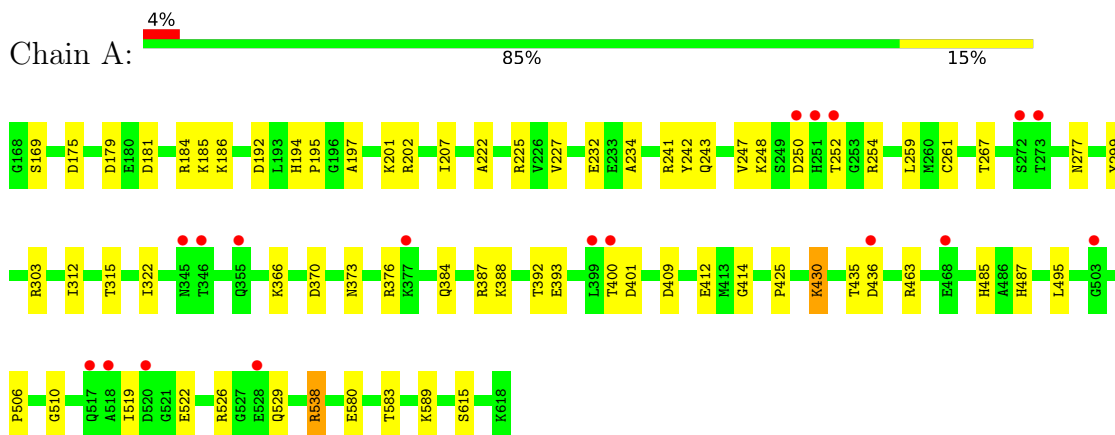 4%
Chain A:
85% 15%
G168 S169 D175 D179 E180 D181 R184 K185 K186 D192 L193 H194 P195 G196 A197 K201 R202 I207 A222 R225 V226 V227 E232 E233 A234 R241 Y242 Q243 V247 K248 S249 D250 H251 T252 G253 R254 L259 M260 C261 T267 S272 T273 N277
R303 I312 T315 I322 N345 T346 Q355 K366 D370 N373 R376 K377 Q384 R387 K388 T392 E393 L399 T400 D401 D409 E412 M413 G414 P425 K430 T435 D436 R463 E468 H485 A486 H487 L495 G503
P506 G510 Q517 A518 I519 D520 G521 E522 R526 G527 E528 Q529 R538 E580 T583 K589 S615 K618